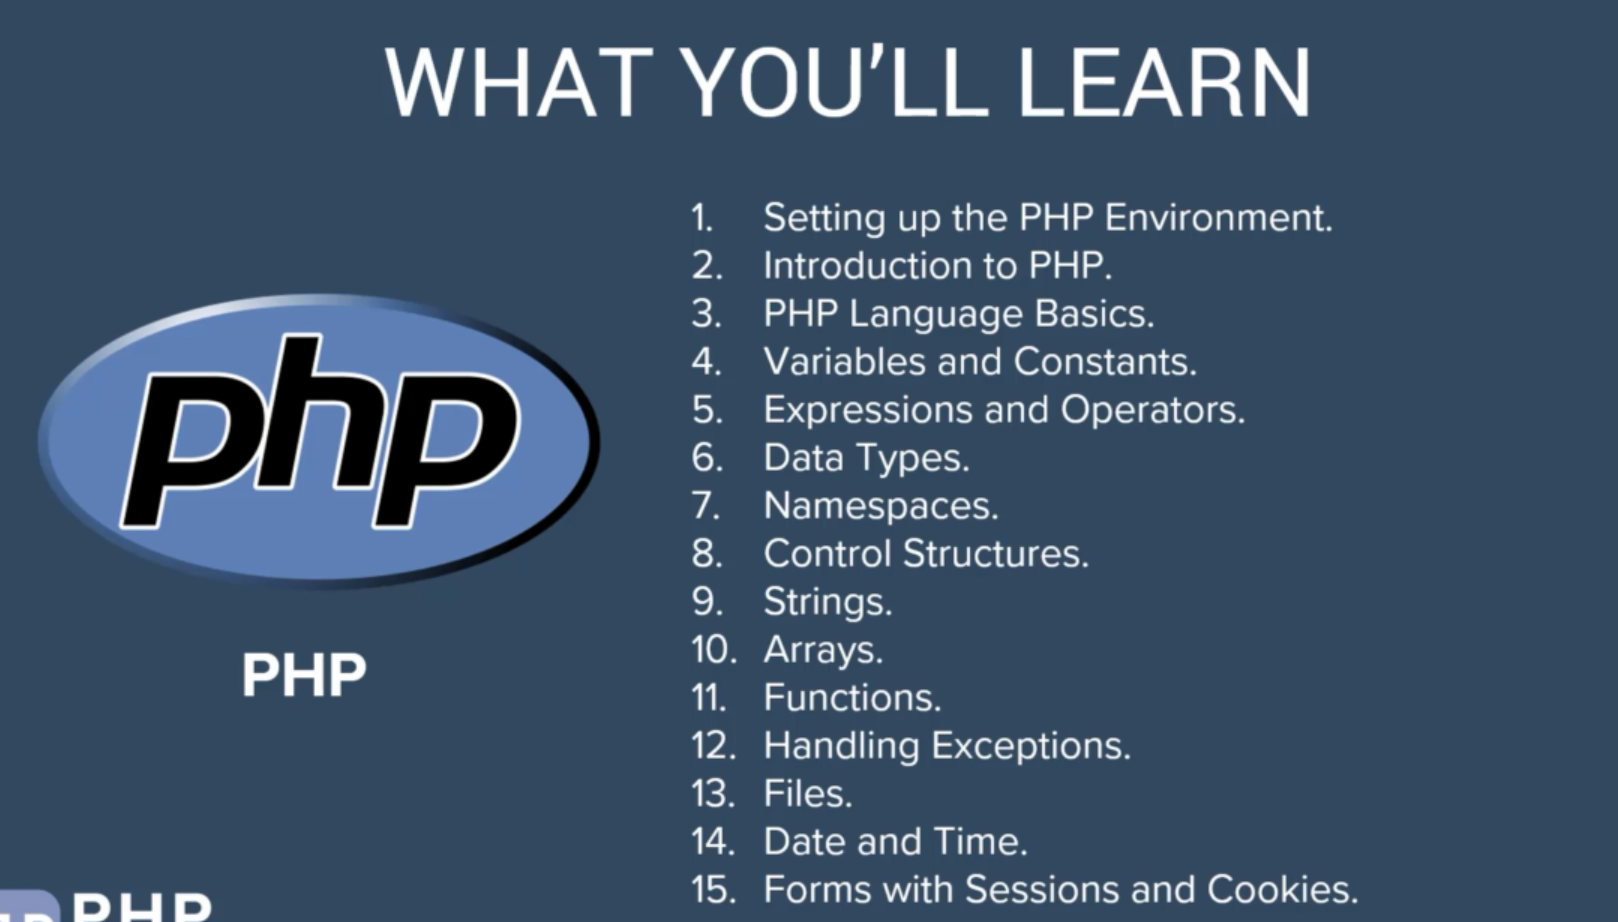 WHAT YOU’LL LEARN
php
PHP
1. Setting up the PHP Environment.
2. Introduction to PHP.
3. PHP Language Basics.
4. Variables and Constants.
5. Expressions and Operators.
6. Data Types.
7. Namespaces.
8. Control Structures.
9. Strings.
10. Arrays.
11. Functions.
12. Handling Exceptions.
13. Files.
14. Date and Time.
15. Forms with Sessions and Cookies.
PHP